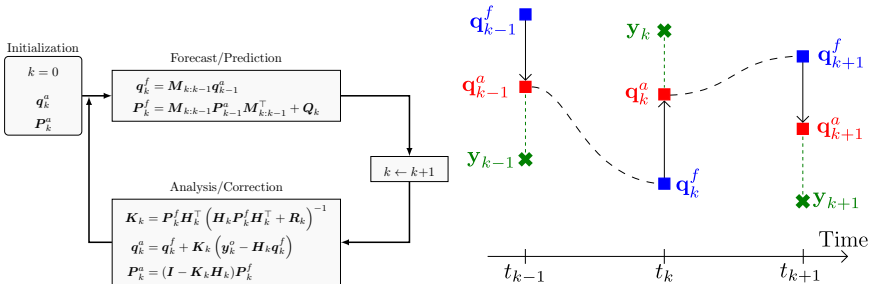 Initialization
k = 0
q_k^a
P_k^a
Forecast/Prediction
q_k^f = M_{k:k−1} q_{k−1}^a
P_k^f = M_{k:k−1} P_{k−1}^a M_{k:k−1}^⊤ + Q_k
k ← k+1
Analysis/Correction
K_k = P_k^f H_k^⊤ (H_k P_k^f H_k^⊤ + R_k)^{−1}
q_k^a = q_k^f + K_k (y_k^o − H_k q_k^f)
P_k^a = (I − K_k H_k) P_k^f
q_{k−1}^f
q_{k−1}^a
y_{k−1}
y_k
q_k^a
q_k^f
q_{k+1}^f
q_{k+1}^a
y_{k+1}
Time
t_{k−1}
t_k
t_{k+1}